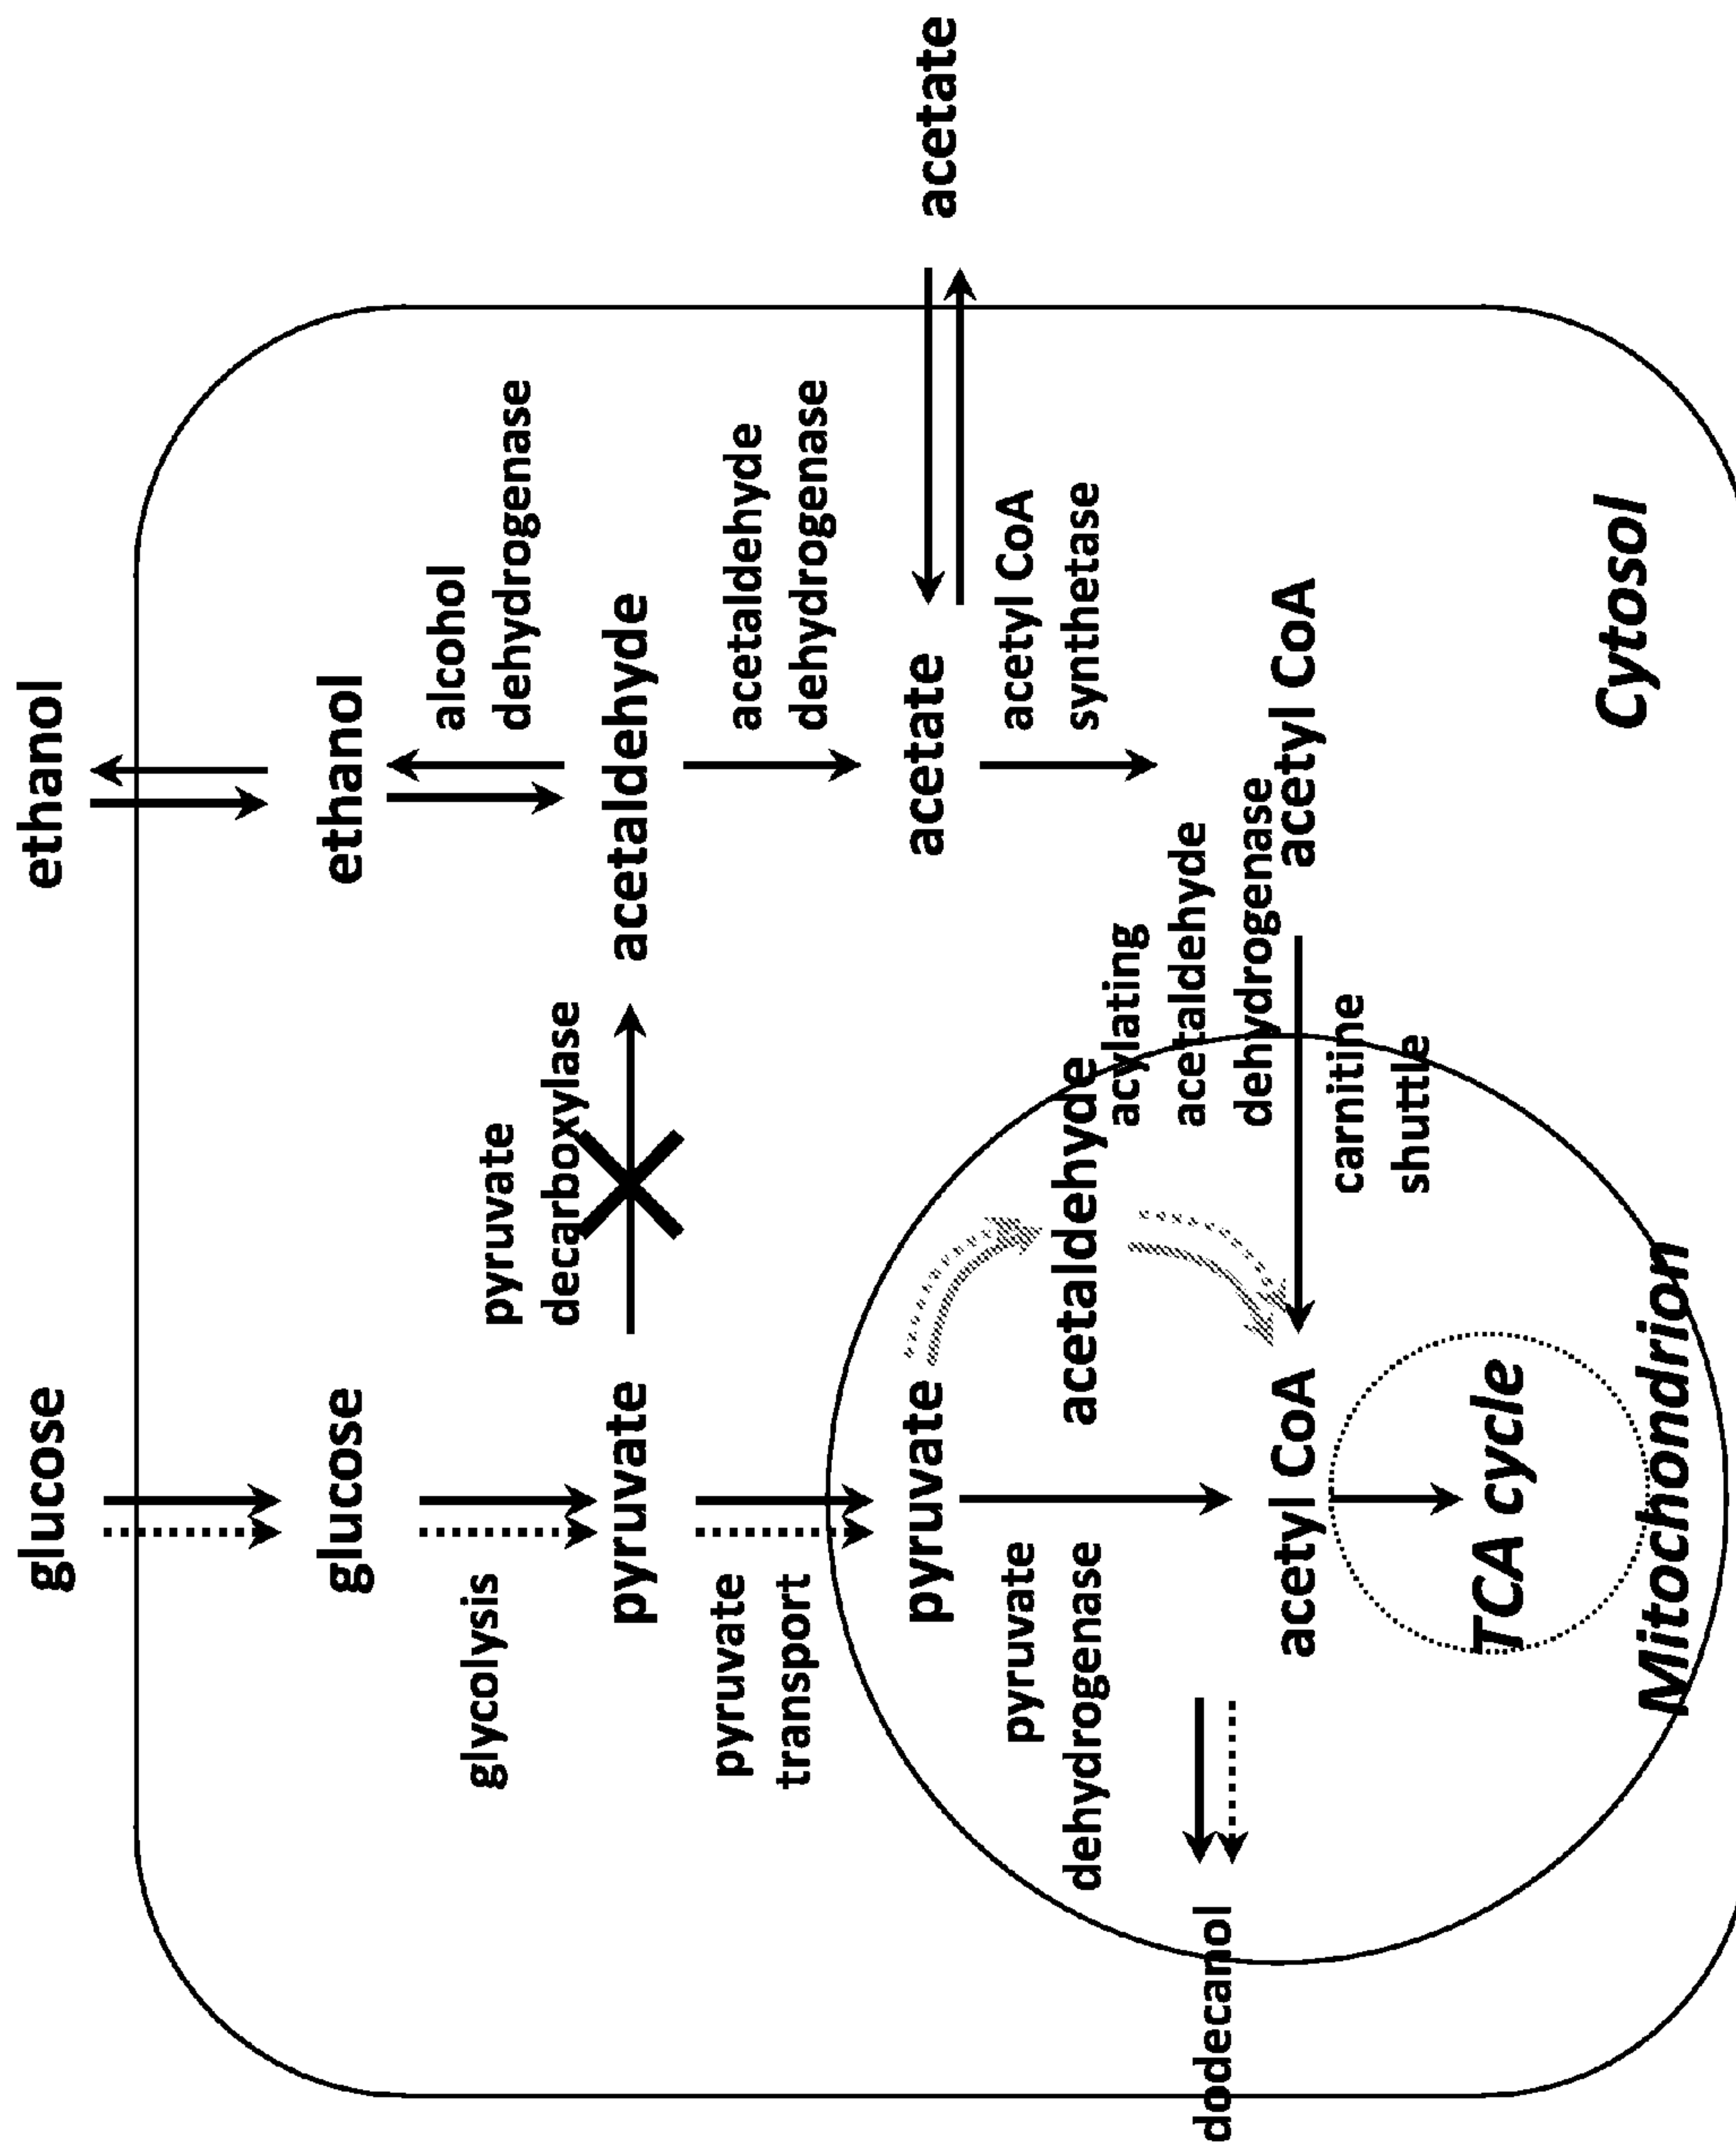 glucose
ethanol
glucose
ethanol
glycolysis
pyruvate
decarboxylase
alcohol
dehydrogenase
pyruvate
acetaldehyde
pyruvate
transport
acetaldehyde
dehydrogenase
pyruvate
acetate
acetate
pyruvate
dehydrogenase
acetaldehyde
acetyl CoA
synthetase
acylating
acetaldehyde
dehydrogenase
dodecanol
acetyl CoA
acetyl CoA
carnitine
shuttle
TCA cycle
Mitochondrion
Cytosol